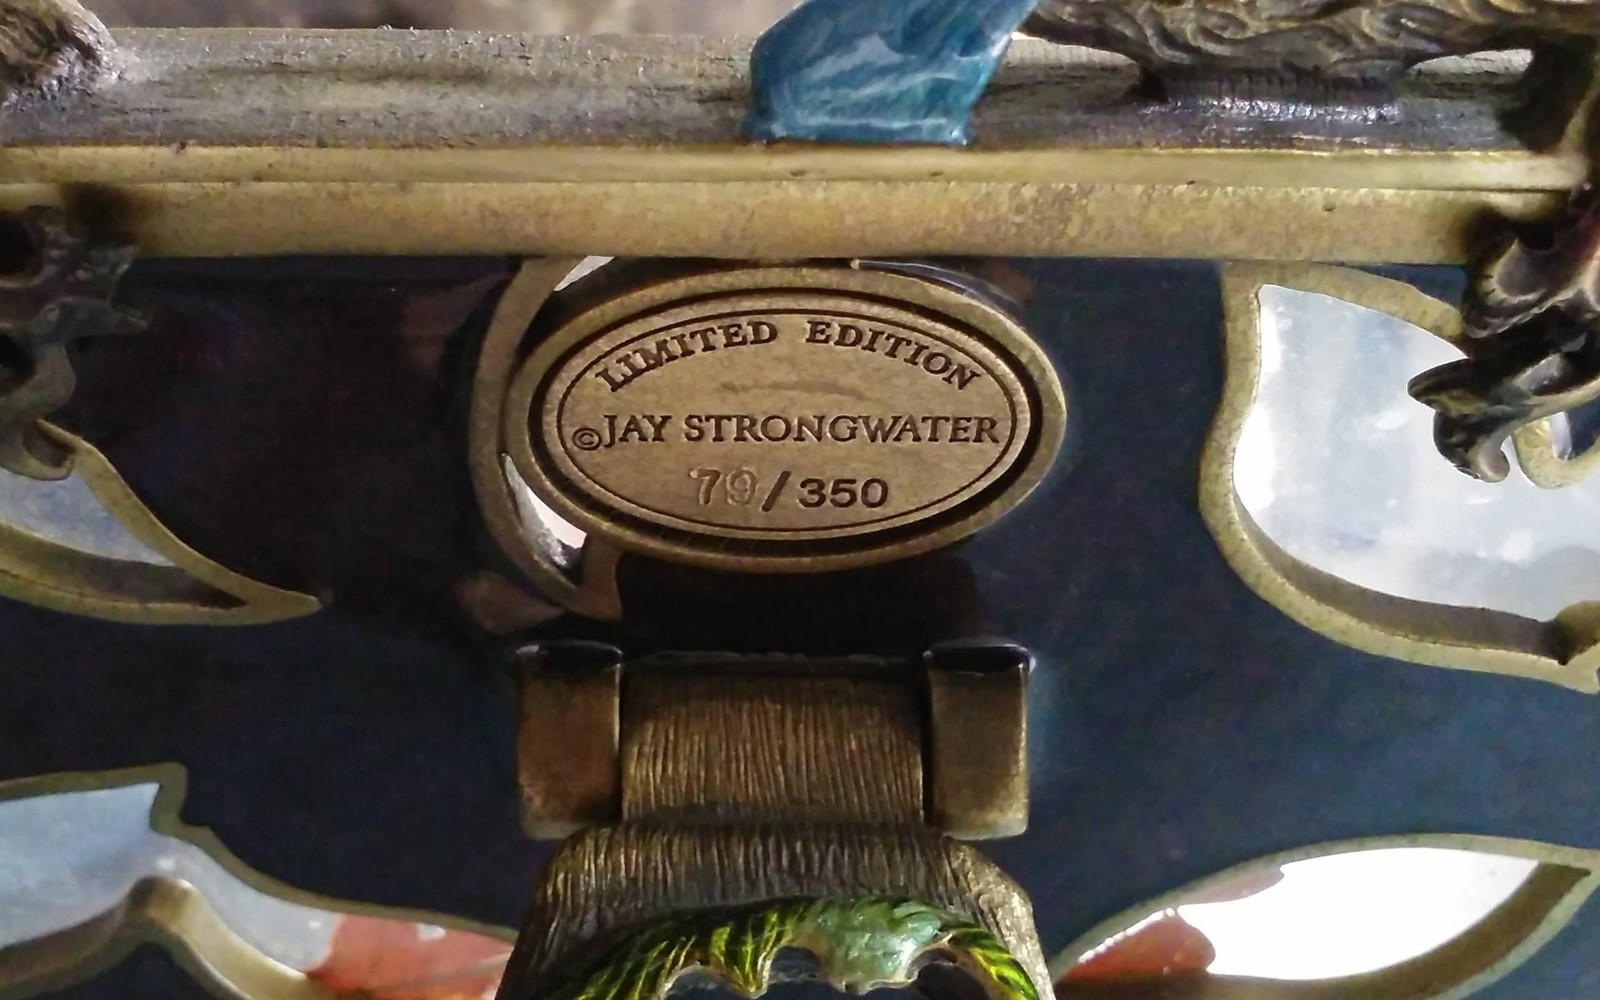 LIMITED EDITION
©JAY STRONGWATER
79/350